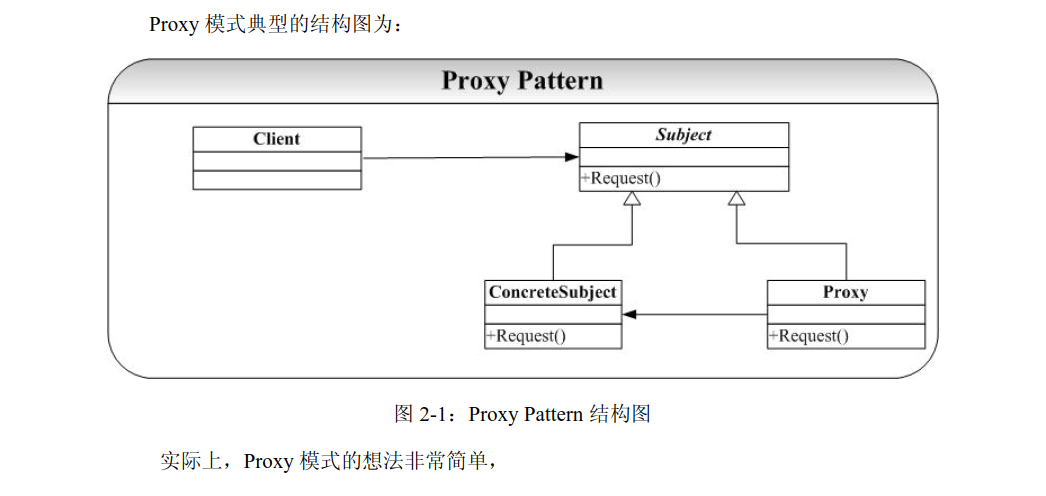 Proxy 模式典型的结构图为：
Proxy Pattern
Client
Subject
+Request()
ConcreteSubject
+Request()
Proxy
+Request()
图 2-1：Proxy Pattern 结构图
实际上，Proxy 模式的想法非常简单，